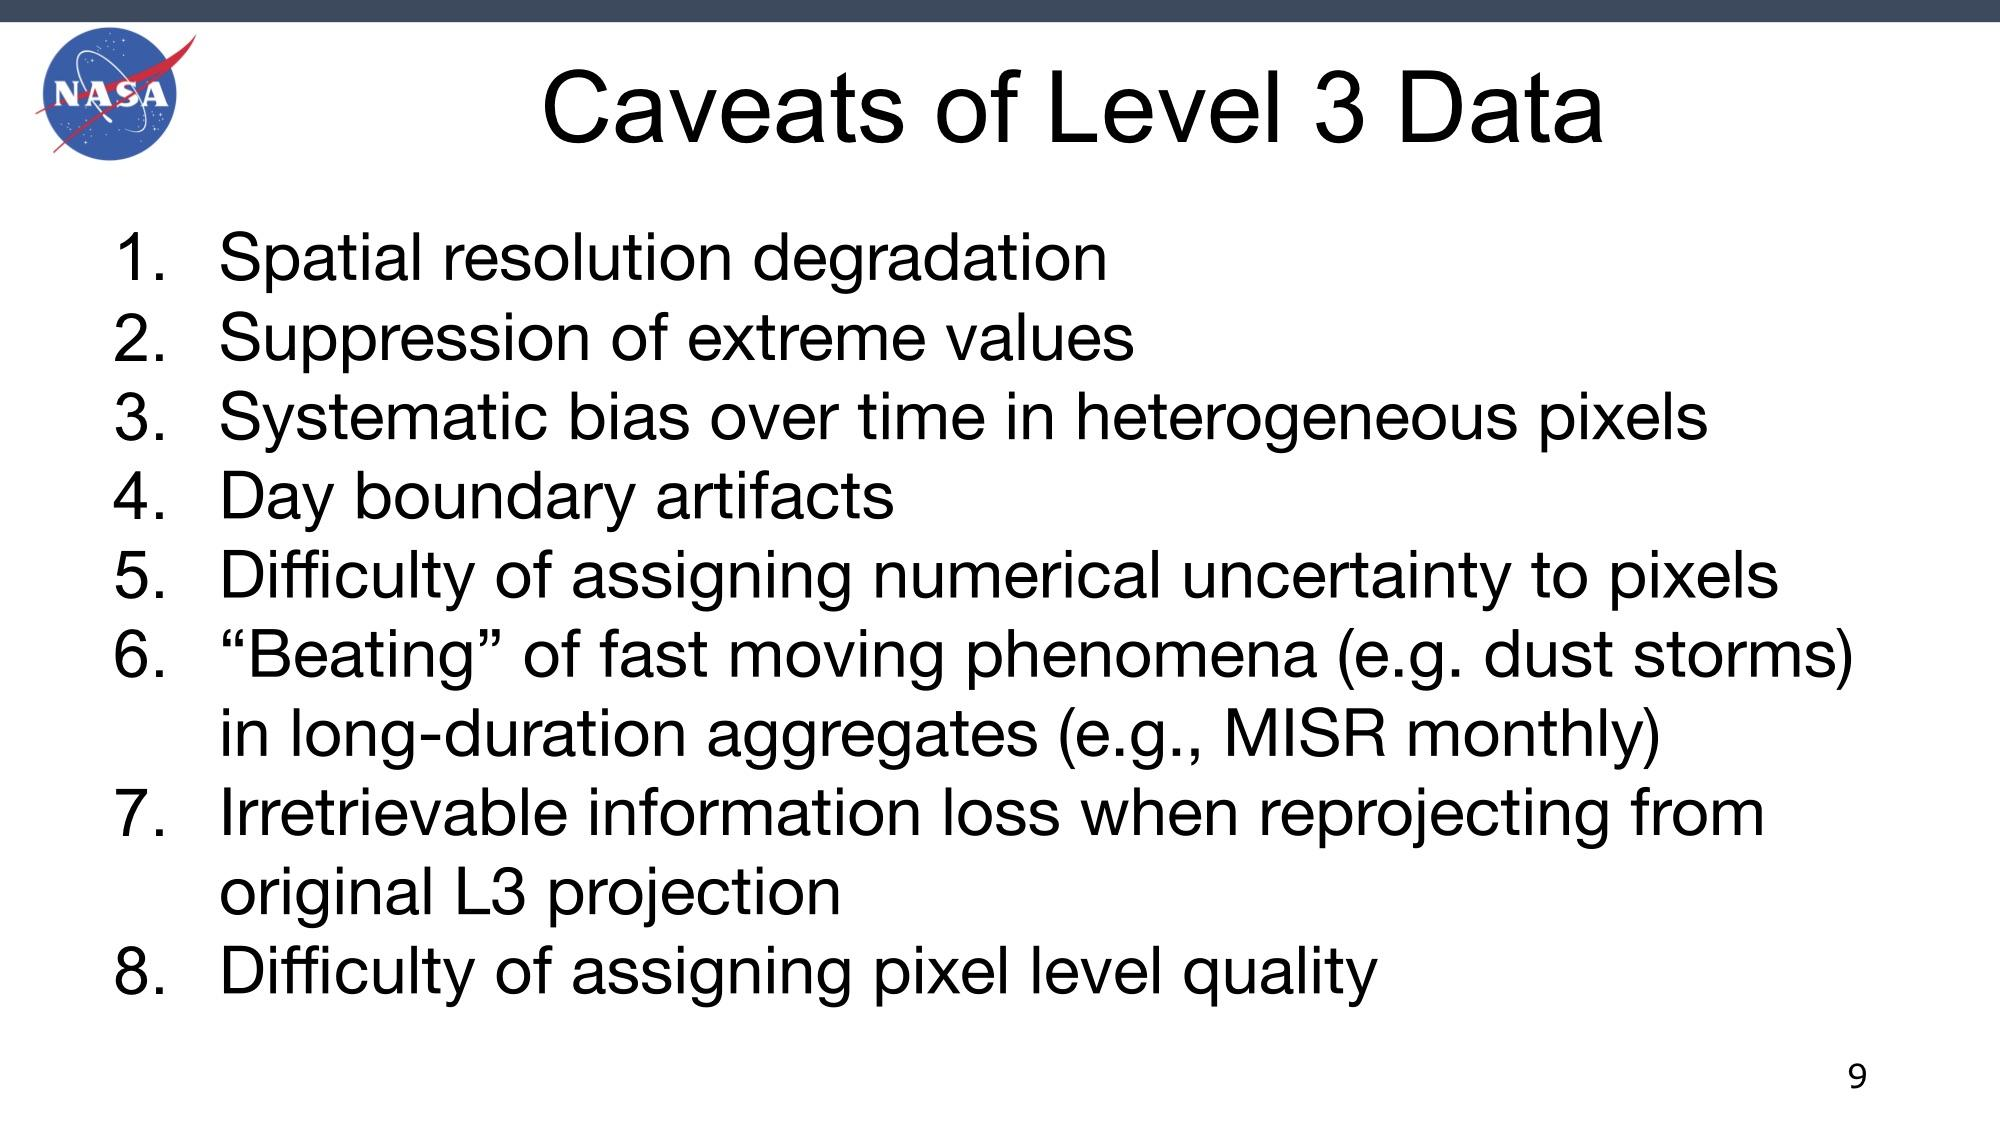 NASA
Caveats of Level 3 Data
1. Spatial resolution degradation
2. Suppression of extreme values
3. Systematic bias over time in heterogeneous pixels
4. Day boundary artifacts
5. Difficulty of assigning numerical uncertainty to pixels
6. “Beating” of fast moving phenomena (e.g. dust storms)
in long-duration aggregates (e.g., MISR monthly)
7. Irretrievable information loss when reprojecting from
original L3 projection
8. Difficulty of assigning pixel level quality
9